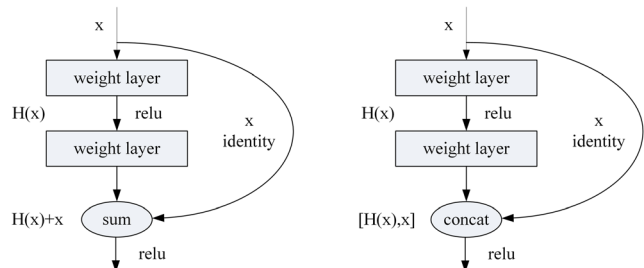 x
weight layer
H(x)
relu
x
identity
weight layer
H(x)+x
sum
relu
x
weight layer
H(x)
relu
x
identity
weight layer
[H(x),x]
concat
relu